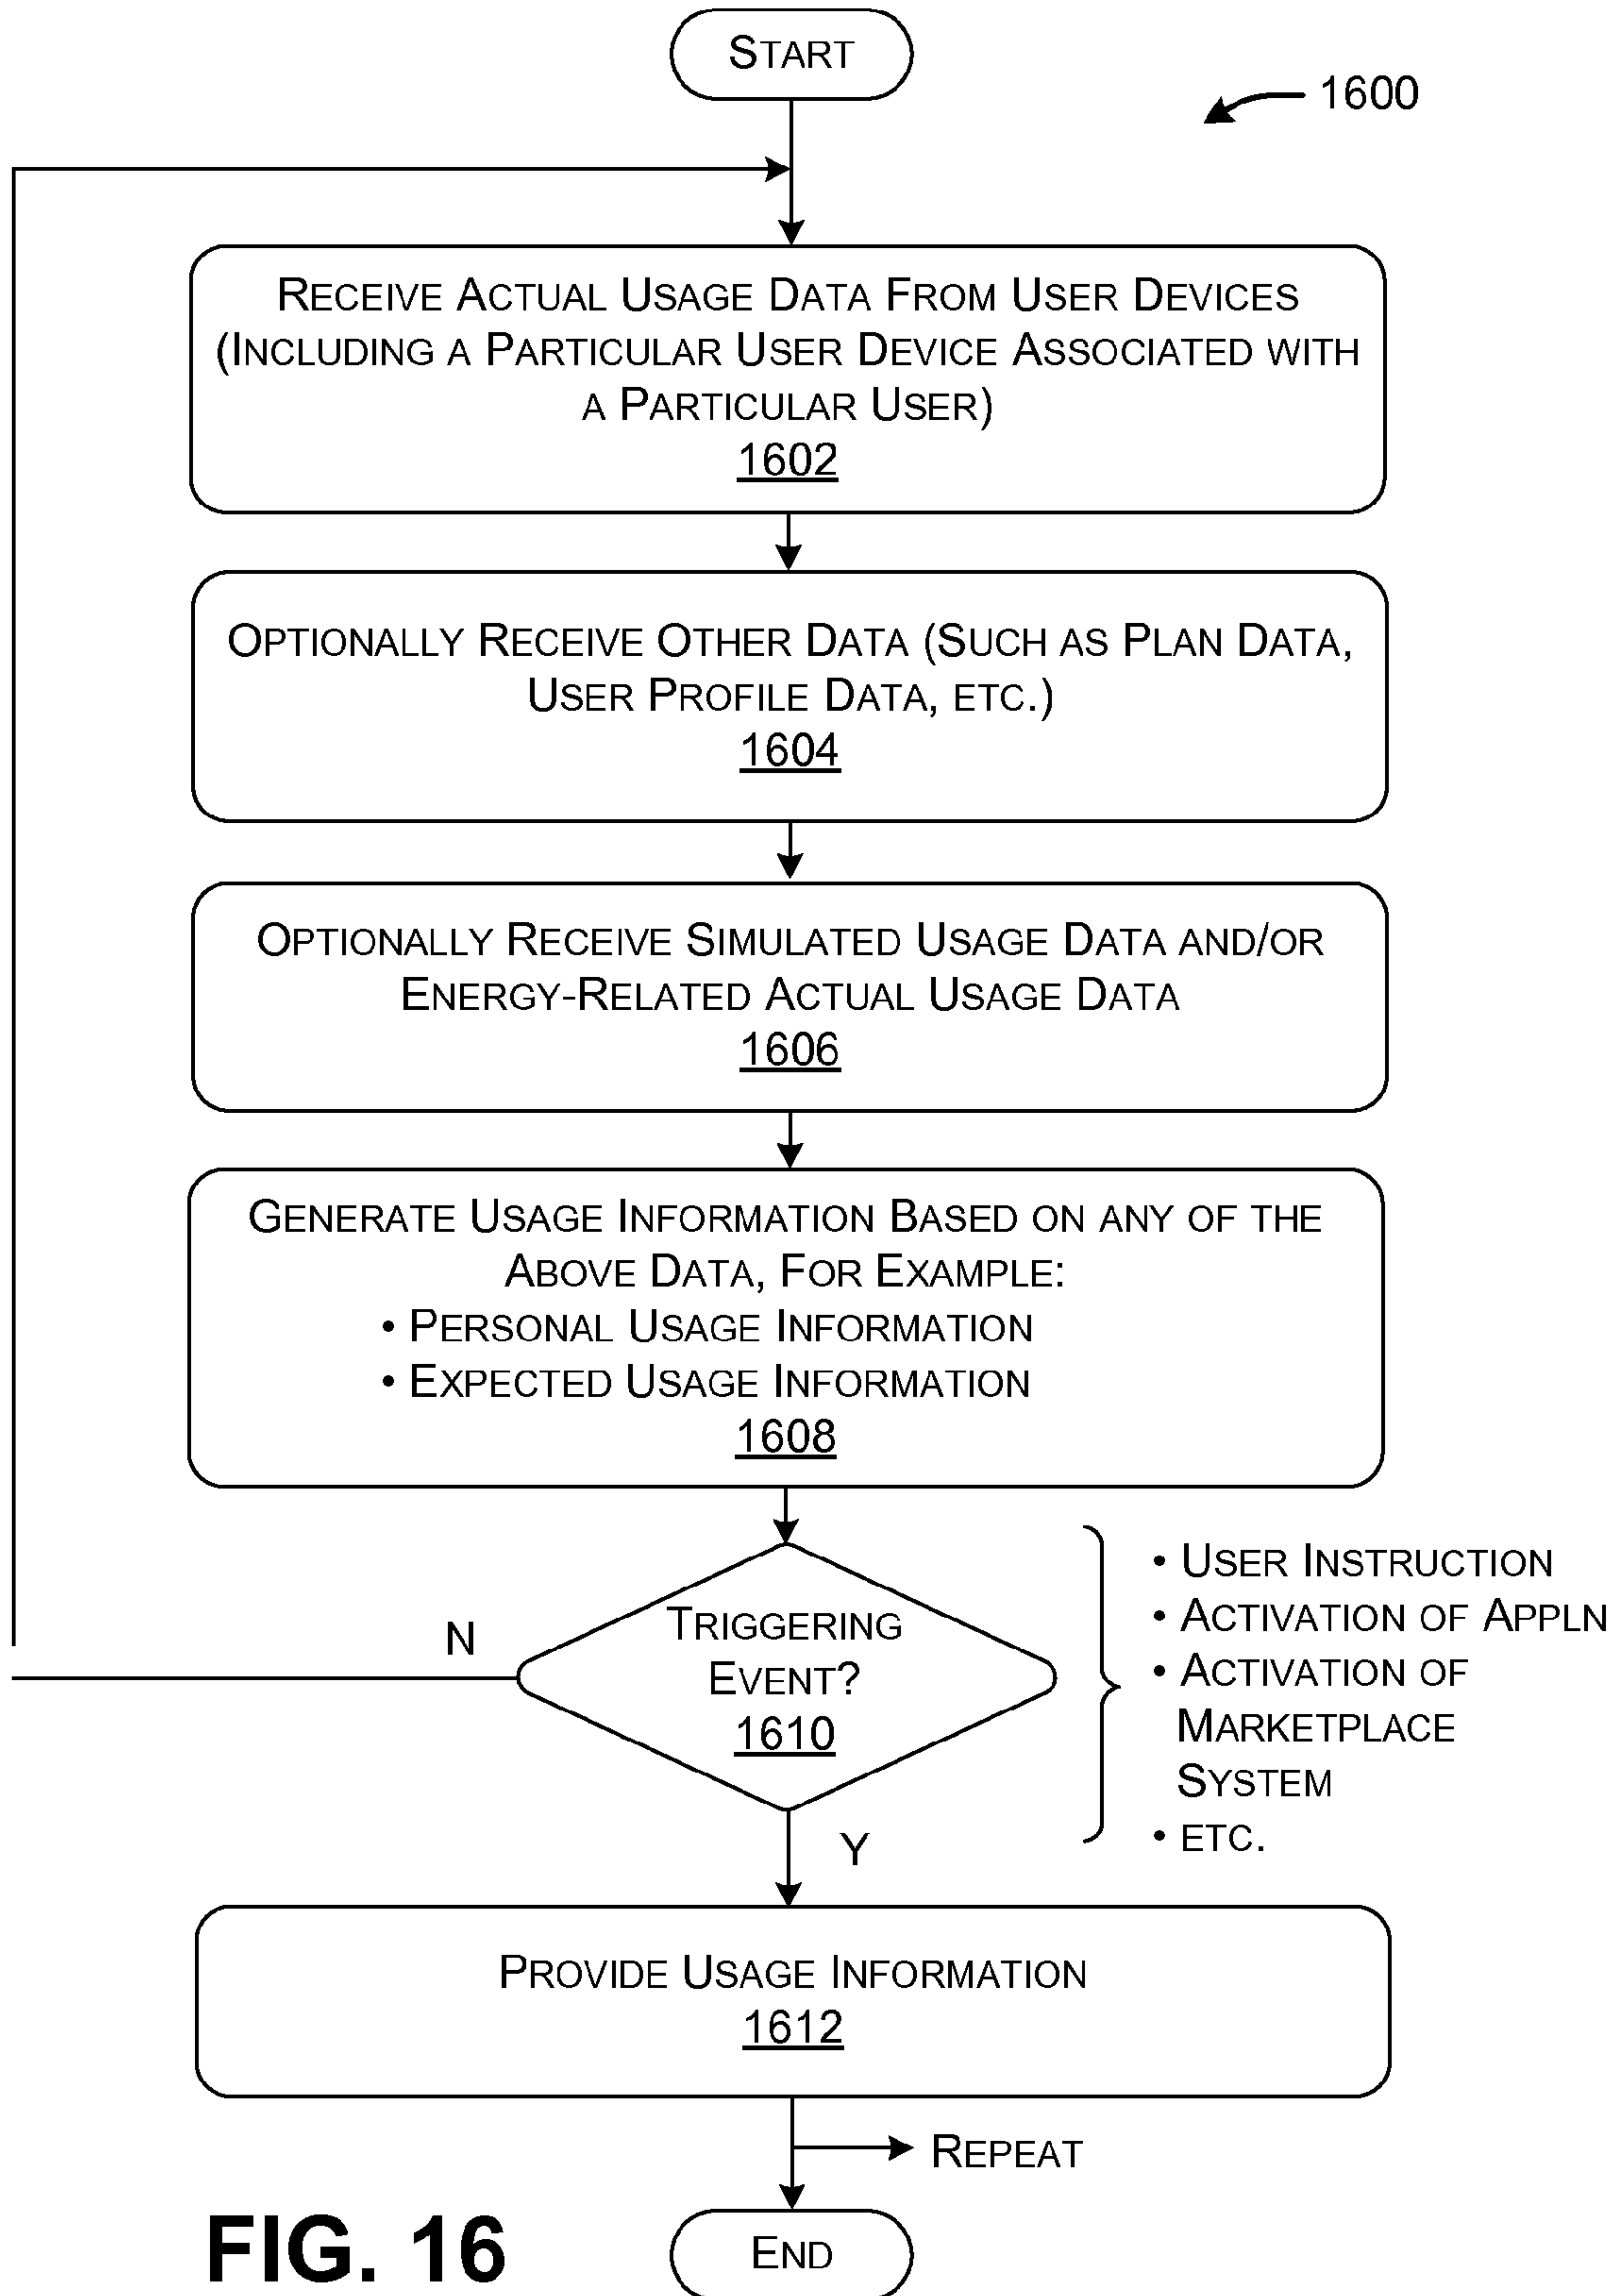 START
1600
RECEIVE ACTUAL USAGE DATA FROM USER DEVICES
(INCLUDING A PARTICULAR USER DEVICE ASSOCIATED WITH
A PARTICULAR USER)
1602
OPTIONALLY RECEIVE OTHER DATA (SUCH AS PLAN DATA,
USER PROFILE DATA, ETC.)
1604
OPTIONALLY RECEIVE SIMULATED USAGE DATA AND/OR
ENERGY-RELATED ACTUAL USAGE DATA
1606
GENERATE USAGE INFORMATION BASED ON ANY OF THE
ABOVE DATA, FOR EXAMPLE:
• PERSONAL USAGE INFORMATION
• EXPECTED USAGE INFORMATION
1608
TRIGGERING
EVENT?
1610
N
Y
• USER INSTRUCTION
• ACTIVATION OF APPLN
• ACTIVATION OF
MARKETPLACE
SYSTEM
• ETC.
PROVIDE USAGE INFORMATION
1612
REPEAT
END
FIG. 16